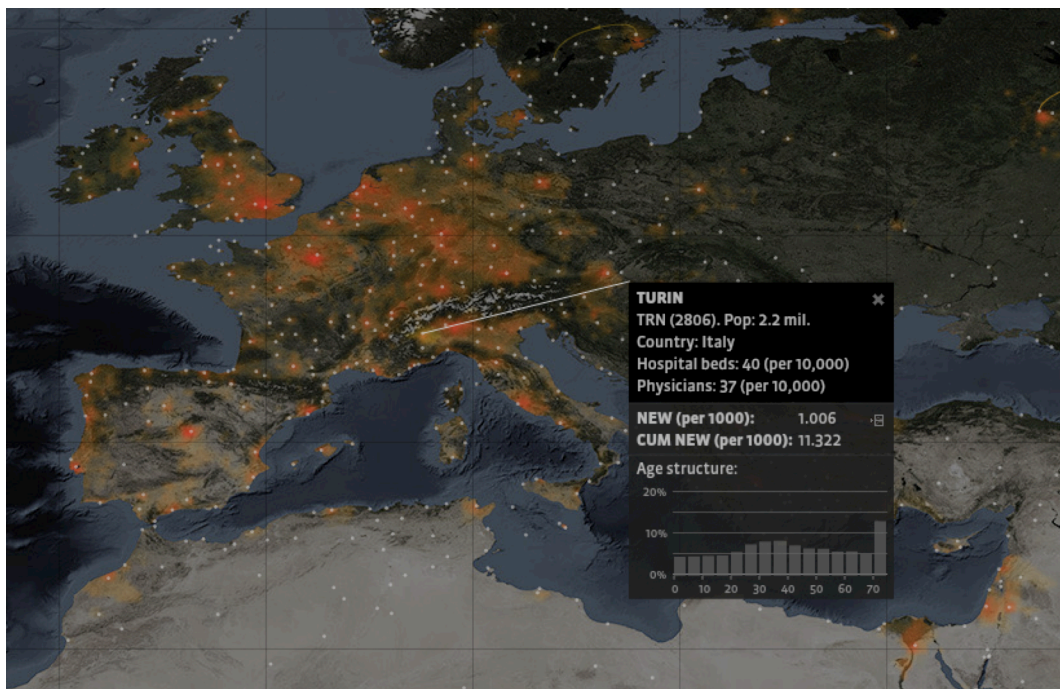 TURIN
TRN (2806). Pop: 2.2 mil.
Country: Italy
Hospital beds: 40 (per 10,000)
Physicians: 37 (per 10,000)
NEW (per 1000): 1.006
CUM NEW (per 1000): 11.322
Age structure:
20%
10%
0%
0 10 20 30 40 50 60 70